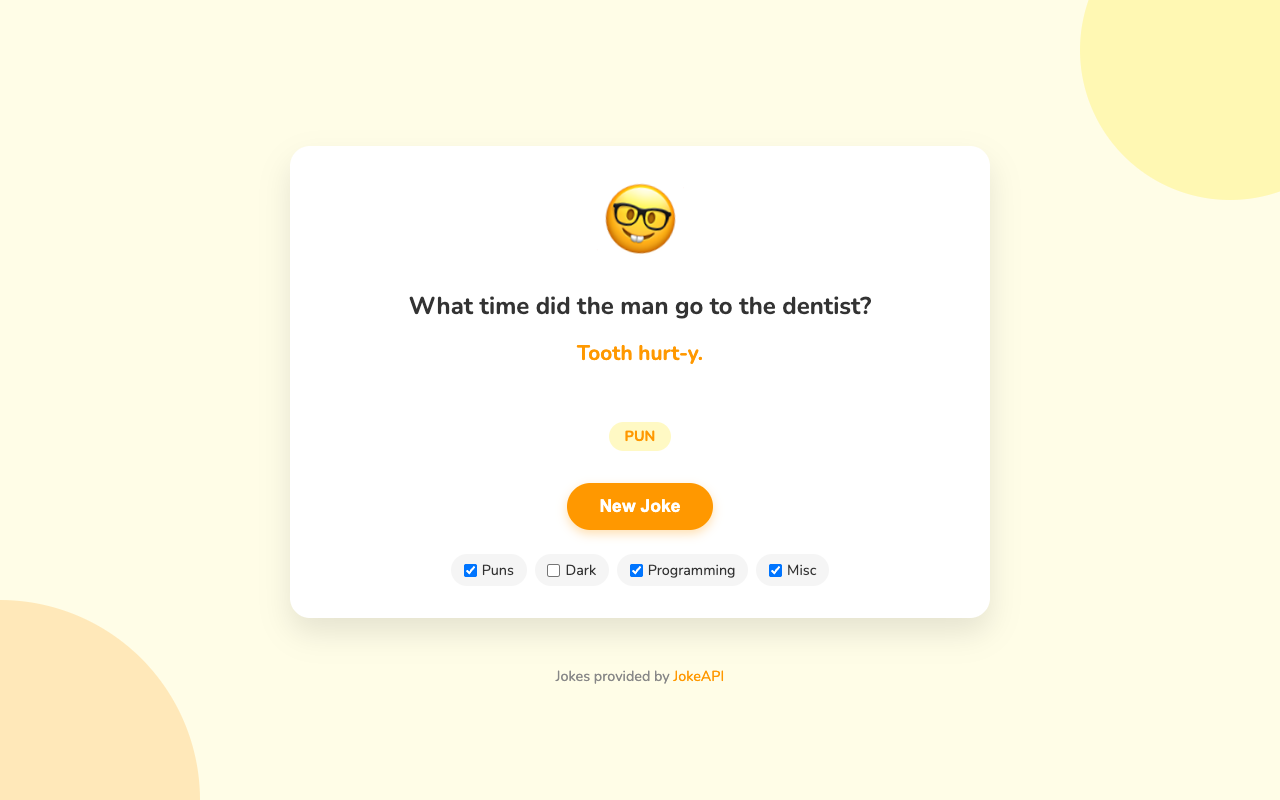 What time did the man go to the dentist?
Tooth hurt-y.
PUN
New Joke
Puns Dark Programming Misc
Jokes provided by JokeAPI